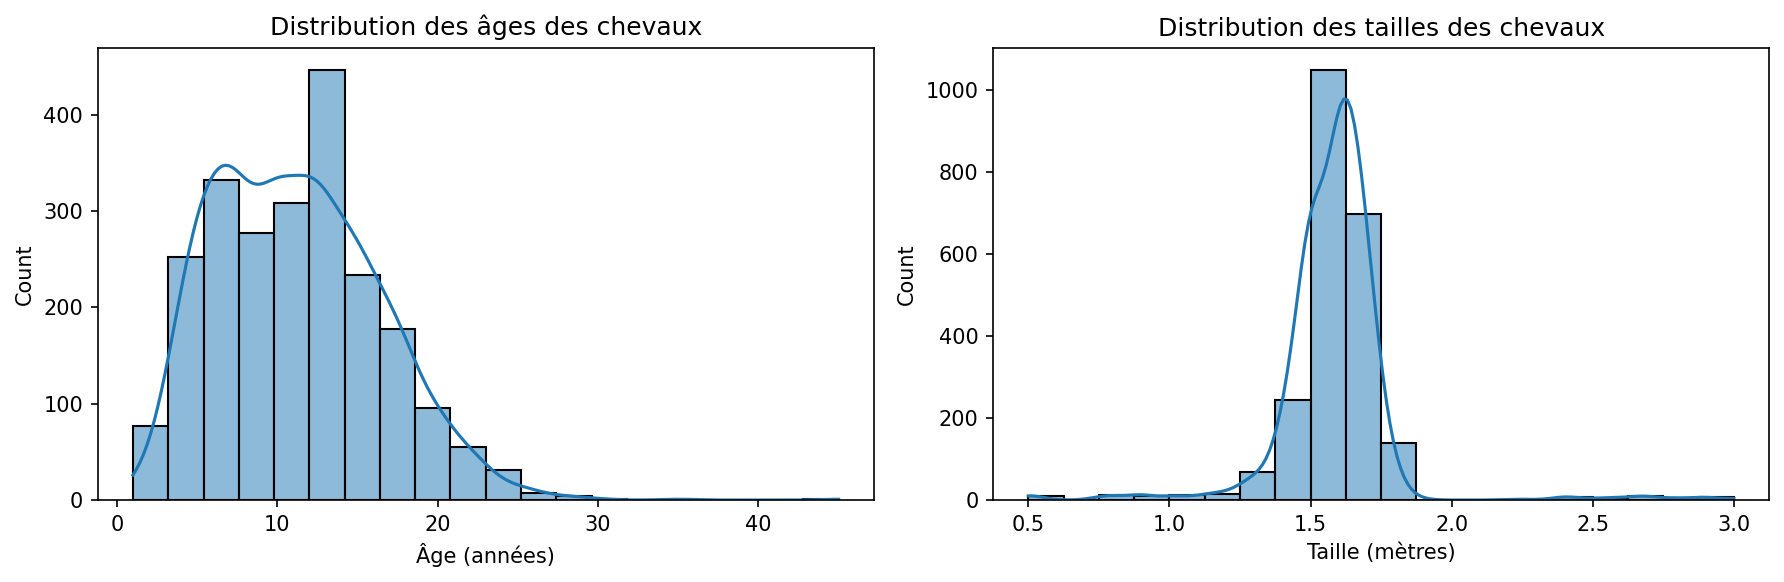 Distribution des âges des chevaux
400
300
200
100
0
Count
0 10 20 30 40
Âge (années)
Distribution des tailles des chevaux
1000
800
600
400
200
0
Count
0.5 1.0 1.5 2.0 2.5 3.0
Taille (mètres)